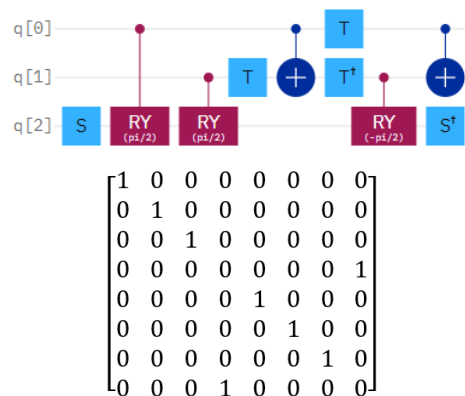 q[0] T
q[1] T T†
q[2] S RY RY RY S†
(pi/2) (pi/2) (-pi/2)
1 0 0 0 0 0 0 0
0 1 0 0 0 0 0 0
0 0 1 0 0 0 0 0
0 0 0 0 0 0 0 1
0 0 0 0 1 0 0 0
0 0 0 0 0 1 0 0
0 0 0 0 0 0 1 0
0 0 0 1 0 0 0 0